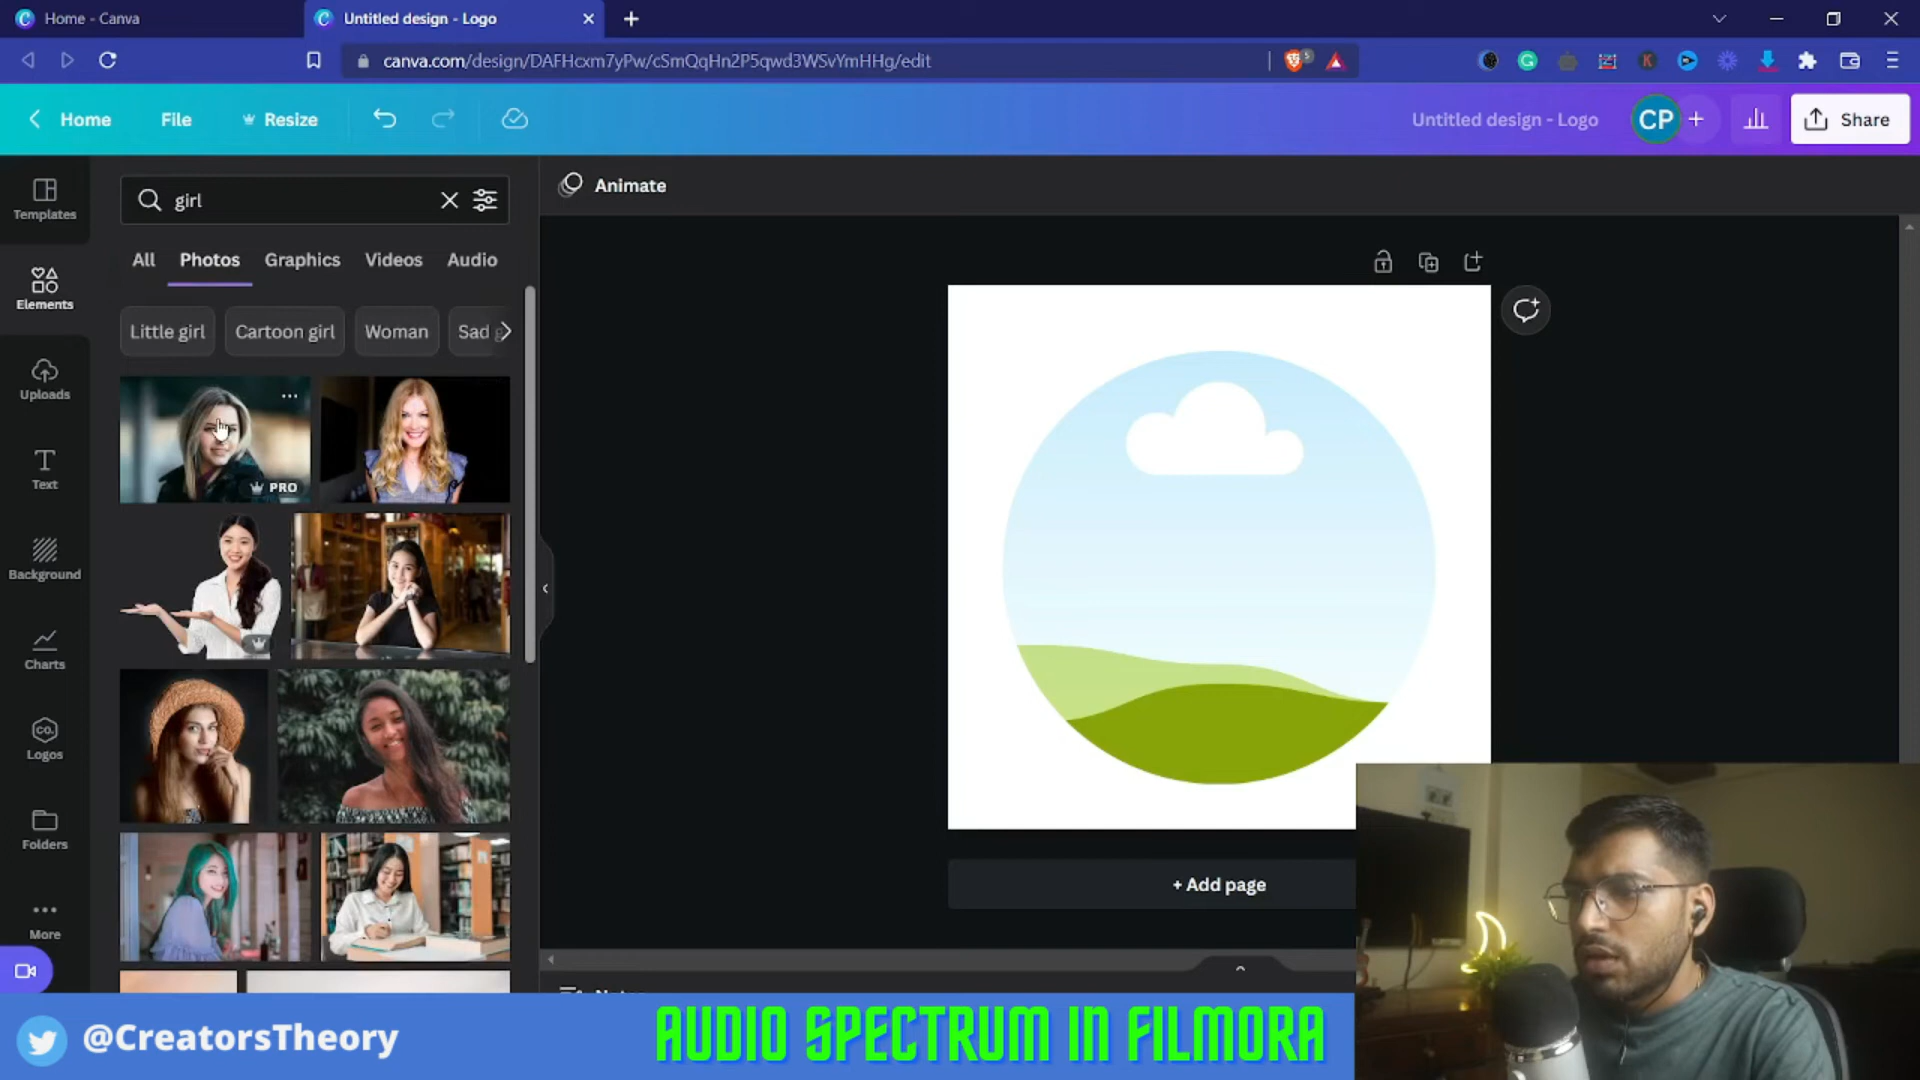 Home - Canva
Untitled design - Logo
canva.com/design/DAFHcxm7yPw/cSmQqHn2P5qwd3WSvYmHHg/edit
5
Home
File
Resize
Untitled design - Logo
CP
Share
Templates
Elements
Uploads
Text
Background
Charts
CO.
Logos
Folders
More
girl
All
Photos
Graphics
Videos
Audio
Little girl
Cartoon girl
Woman
Sad
PRO
Animate
+ Add page
@CreatorsTheory
AUDIO SPECTRUM IN FILMORA